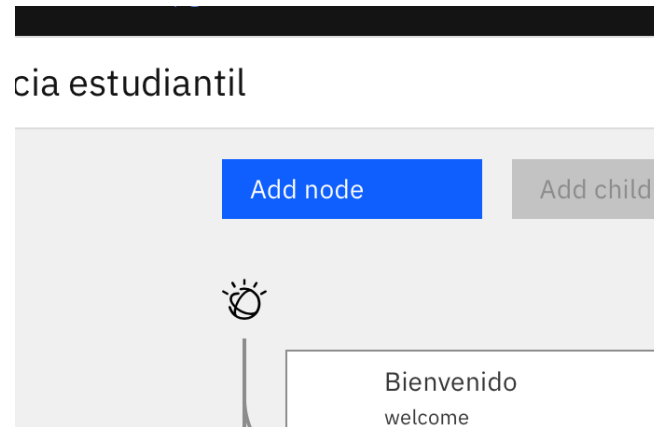 cia estudiantil
Add node
Add child
Bienvenido
welcome